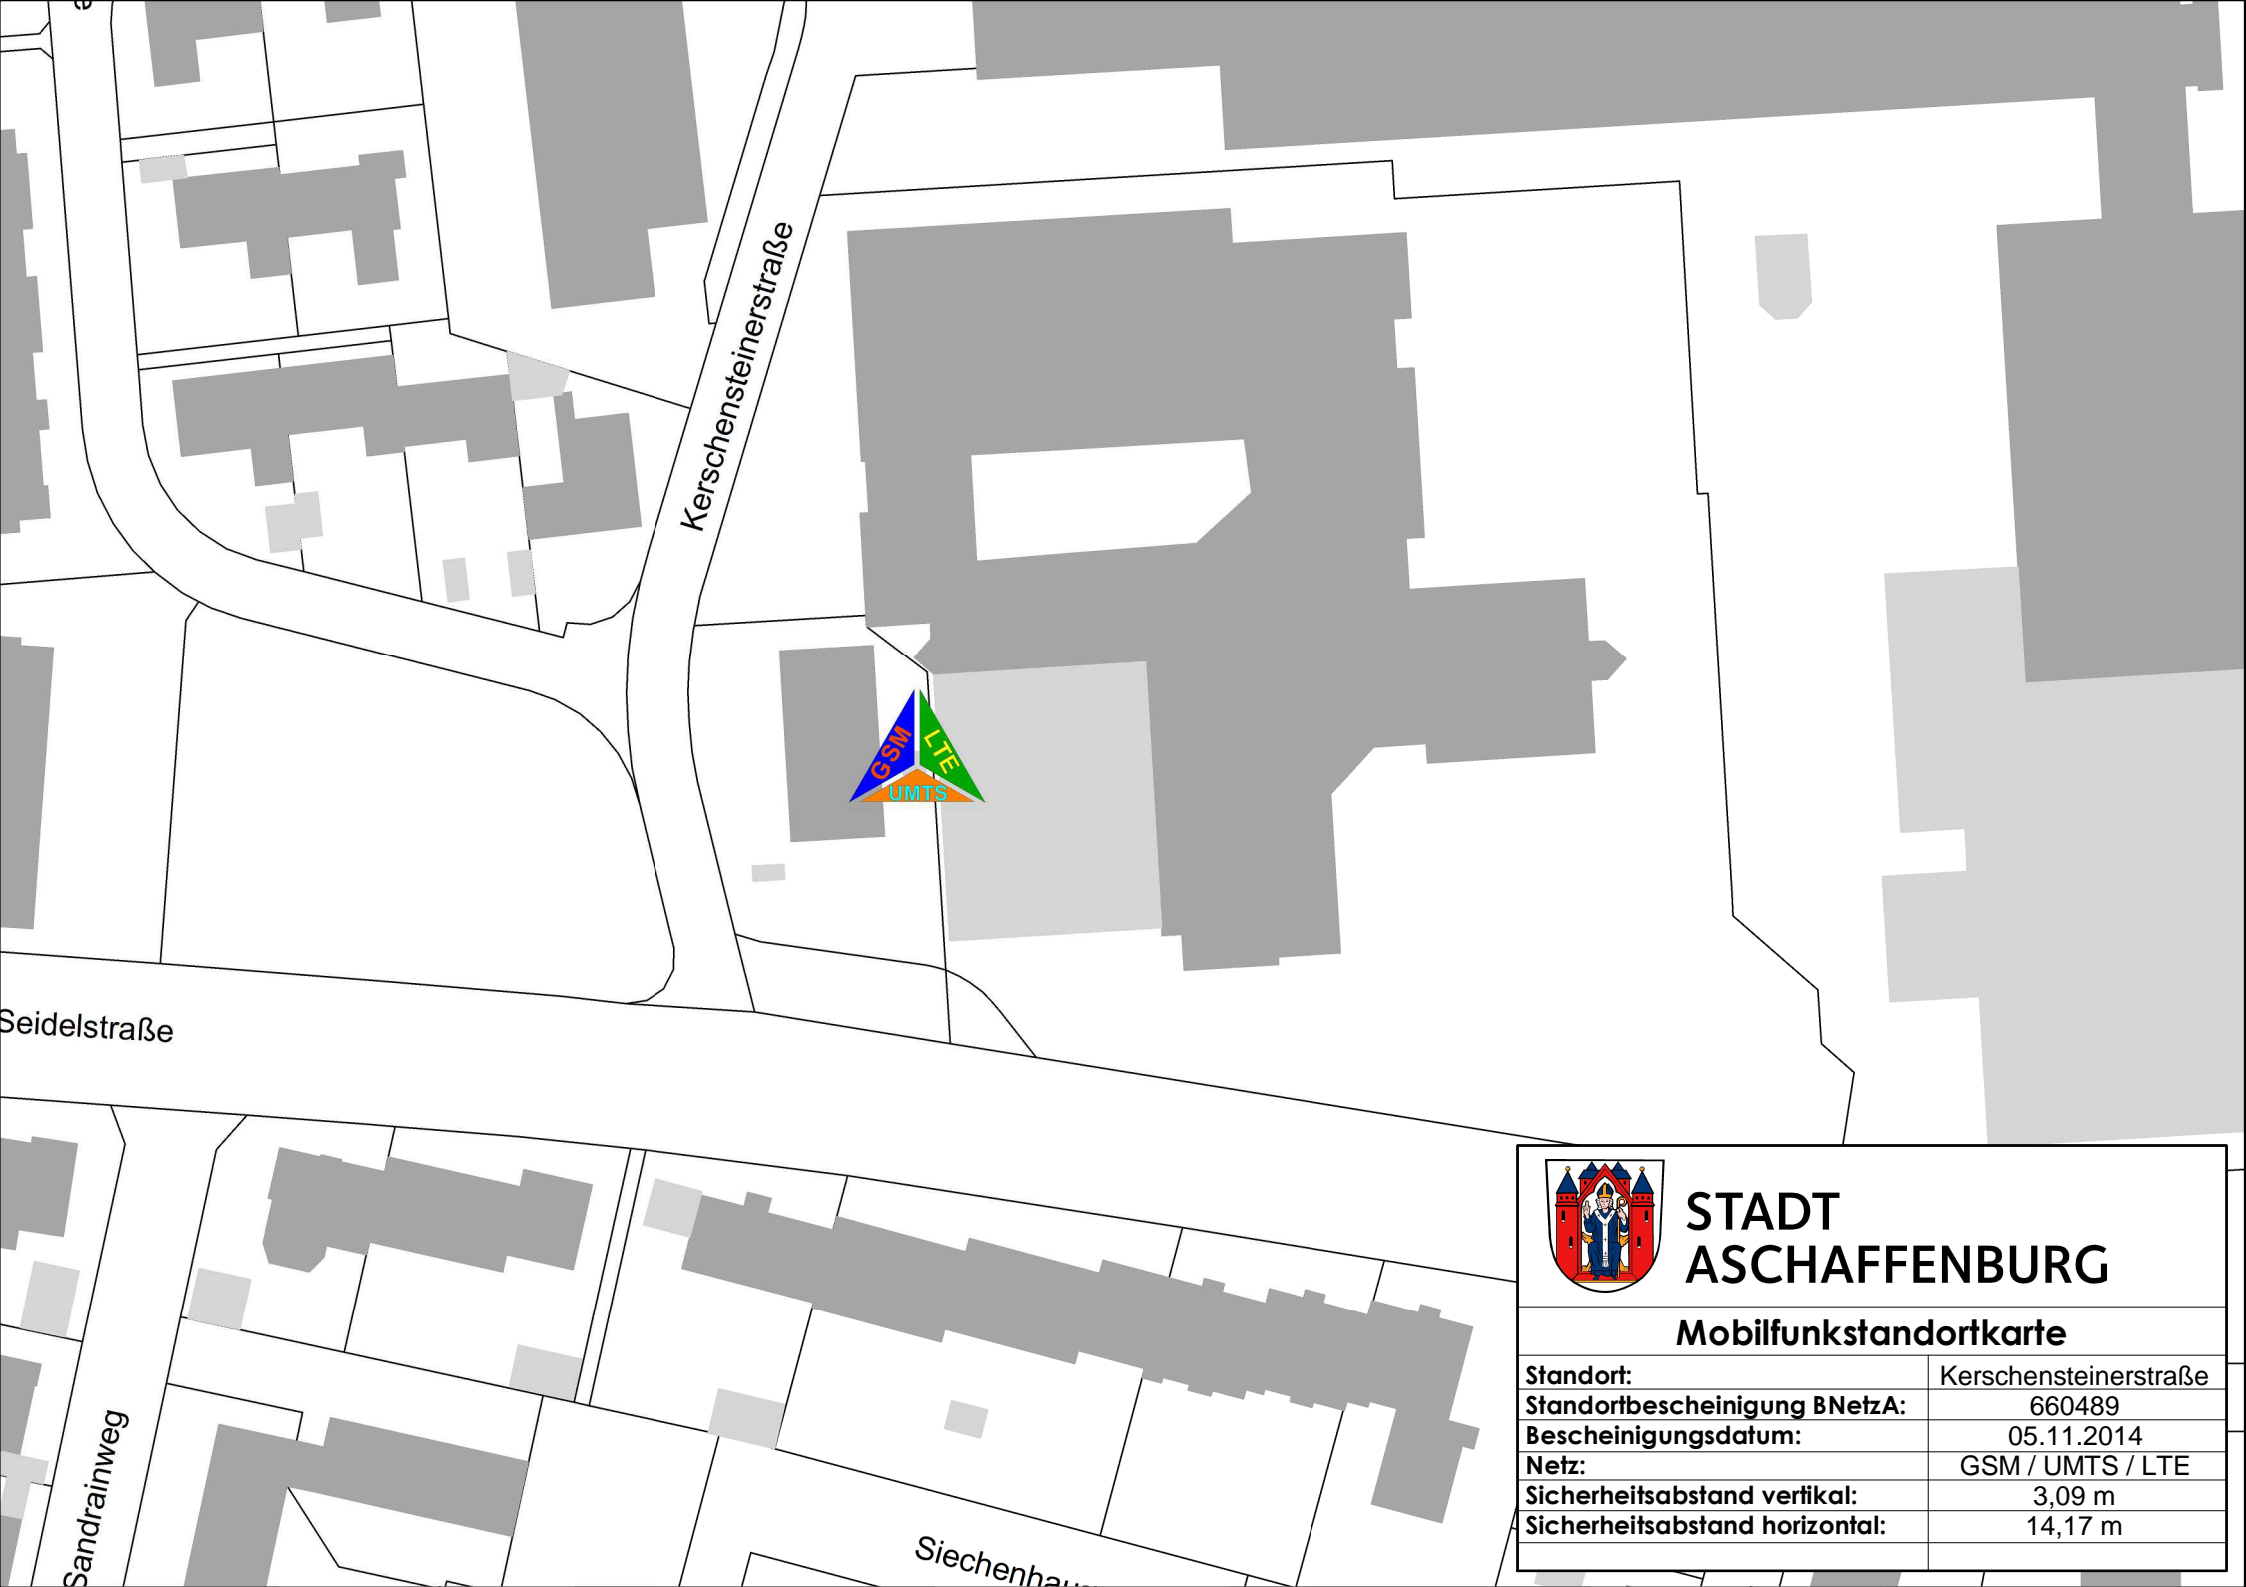 Kerschensteinerstraße
GSM
LTE
UMTS
Seidelstraße
Sandrainweg
STADT
ASCHAFFENBURG
Mobilfunkstandortkarte
Standort: Kerschensteinerstraße
Standortbescheinigung BNetzA: 660489
Bescheinigungsdatum: 05.11.2014
Netz: GSM / UMTS / LTE
Sicherheitsabstand vertikal: 3,09 m
Sicherheitsabstand horizontal: 14,17 m